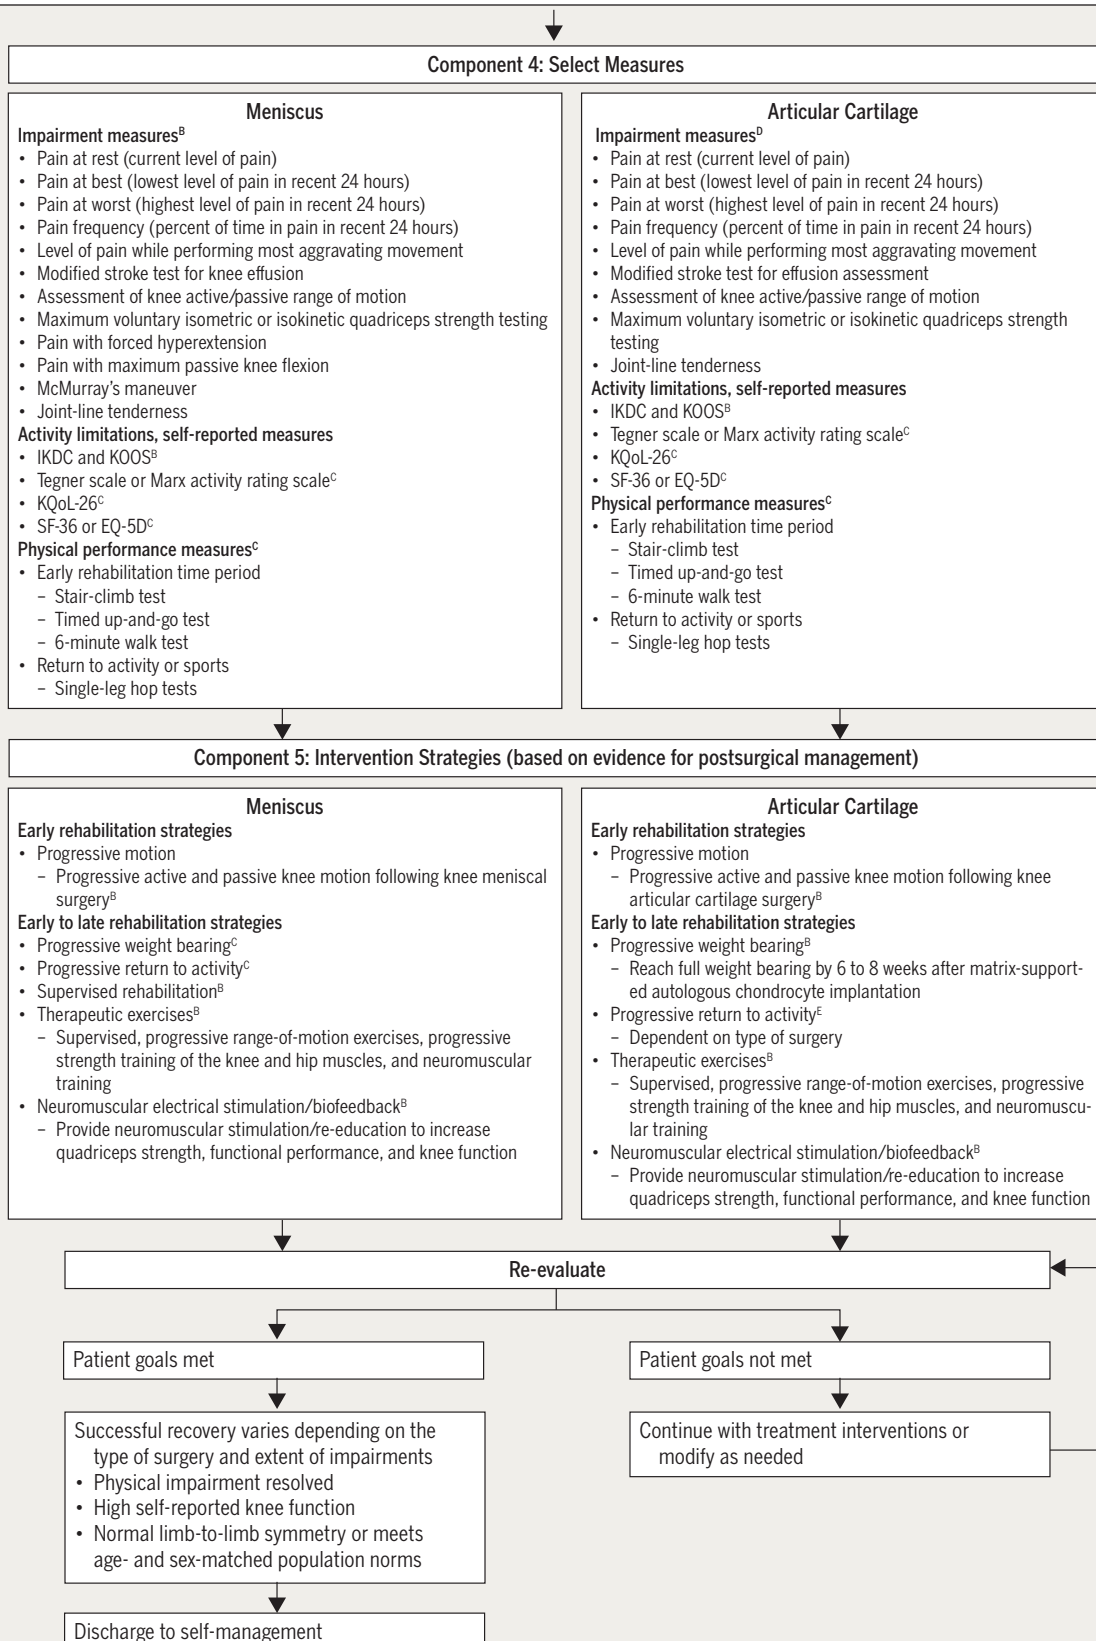 Component 4: Select Measures
Meniscus
Impairment measuresᴮ
• Pain at rest (current level of pain)
• Pain at best (lowest level of pain in recent 24 hours)
• Pain at worst (highest level of pain in recent 24 hours)
• Pain frequency (percent of time in pain in recent 24 hours)
• Level of pain while performing most aggravating movement
• Modified stroke test for knee effusion
• Assessment of knee active/passive range of motion
• Maximum voluntary isometric or isokinetic quadriceps strength testing
• Pain with forced hyperextension
• Pain with maximum passive knee flexion
• McMurray's maneuver
• Joint-line tenderness
Activity limitations, self-reported measures
• IKDC and KOOSᴮ
• Tegner scale or Marx activity rating scaleᶜ
• KQoL-26ᶜ
• SF-36 or EQ-5Dᶜ
Physical performance measuresᶜ
• Early rehabilitation time period
– Stair-climb test
– Timed up-and-go test
– 6-minute walk test
• Return to activity or sports
– Single-leg hop tests
Articular Cartilage
Impairment measuresᴰ
• Pain at rest (current level of pain)
• Pain at best (lowest level of pain in recent 24 hours)
• Pain at worst (highest level of pain in recent 24 hours)
• Pain frequency (percent of time in pain in recent 24 hours)
• Level of pain while performing most aggravating movement
• Modified stroke test for effusion assessment
• Assessment of knee active/passive range of motion
• Maximum voluntary isometric or isokinetic quadriceps strength
testing
• Joint-line tenderness
Activity limitations, self-reported measures
• IKDC and KOOSᴮ
• Tegner scale or Marx activity rating scaleᶜ
• KQoL-26ᶜ
• SF-36 or EQ-5Dᶜ
Physical performance measuresᶜ
• Early rehabilitation time period
– Stair-climb test
– Timed up-and-go test
– 6-minute walk test
• Return to activity or sports
– Single-leg hop tests
Component 5: Intervention Strategies (based on evidence for postsurgical management)
Meniscus
Early rehabilitation strategies
• Progressive motion
– Progressive active and passive knee motion following knee meniscal
surgeryᴮ
Early to late rehabilitation strategies
• Progressive weight bearingᶜ
• Progressive return to activityᶜ
• Supervised rehabilitationᴮ
• Therapeutic exercisesᴮ
– Supervised, progressive range-of-motion exercises, progressive
strength training of the knee and hip muscles, and neuromuscular
training
• Neuromuscular electrical stimulation/biofeedbackᴮ
– Provide neuromuscular stimulation/re-education to increase
quadriceps strength, functional performance, and knee function
Articular Cartilage
Early rehabilitation strategies
• Progressive motion
– Progressive active and passive knee motion following knee
articular cartilage surgeryᴮ
Early to late rehabilitation strategies
• Progressive weight bearingᴮ
– Reach full weight bearing by 6 to 8 weeks after matrix-support-
ed autologous chondrocyte implantation
• Progressive return to activityᴱ
– Dependent on type of surgery
• Therapeutic exercisesᴮ
– Supervised, progressive range-of-motion exercises, progressive
strength training of the knee and hip muscles, and neuromuscu-
lar training
• Neuromuscular electrical stimulation/biofeedbackᴮ
– Provide neuromuscular stimulation/re-education to increase
quadriceps strength, functional performance, and knee function
Re-evaluate
Patient goals met
Patient goals not met
Successful recovery varies depending on the
type of surgery and extent of impairments
• Physical impairment resolved
• High self-reported knee function
• Normal limb-to-limb symmetry or meets
age- and sex-matched population norms
Continue with treatment interventions or
modify as needed
Discharge to self-management